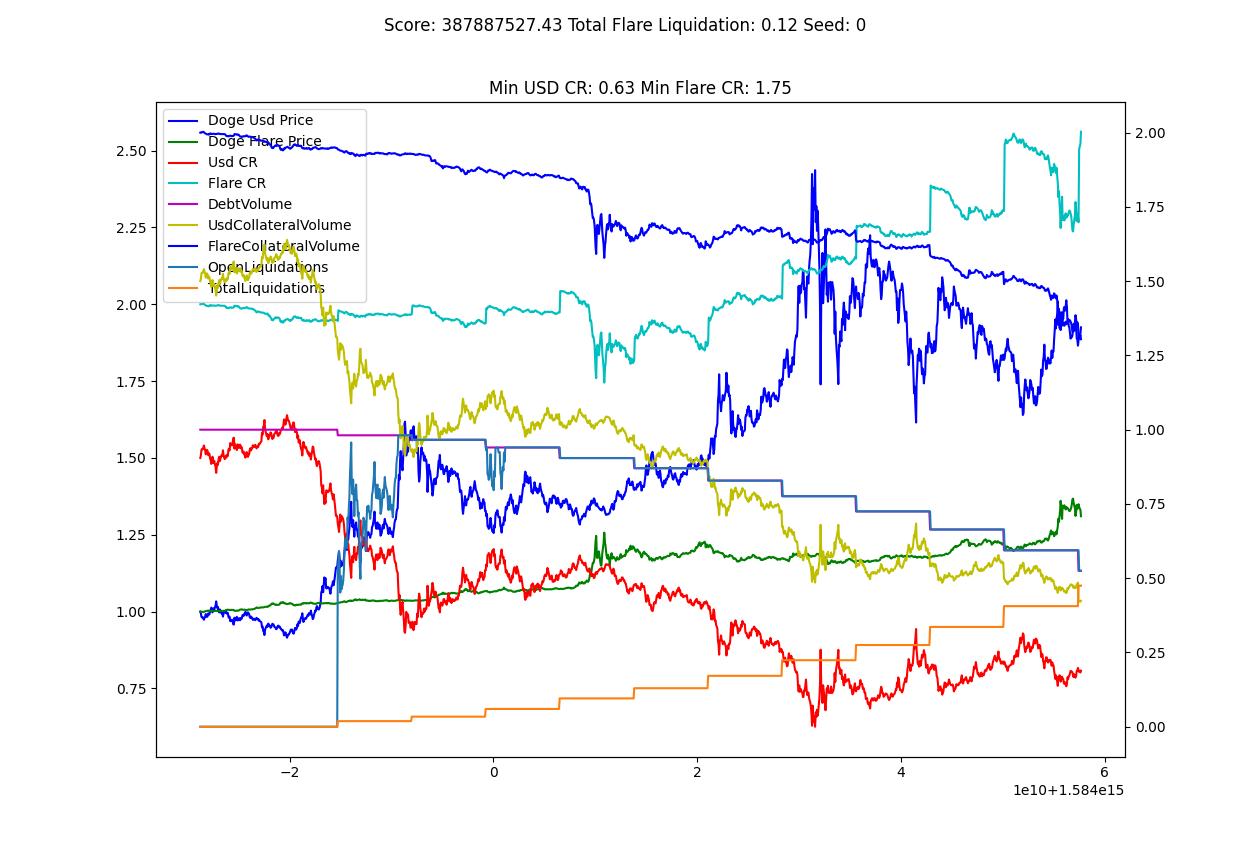 Score: 387887527.43 Total Flare Liquidation: 0.12 Seed: 0
Min USD CR: 0.63 Min Flare CR: 1.75
Doge Usd Price
Doge Flare Price
Usd CR
Flare CR
DebtVolume
UsdCollateralVolume
FlareCollateralVolume
OpenLiquidations
TotalLiquidations
2.50
2.25
2.00
1.75
1.50
1.25
1.00
0.75
2.00
1.75
1.50
1.25
1.00
0.75
0.50
0.25
0.00
−2 0 2 4 6
1e10+1.584e15